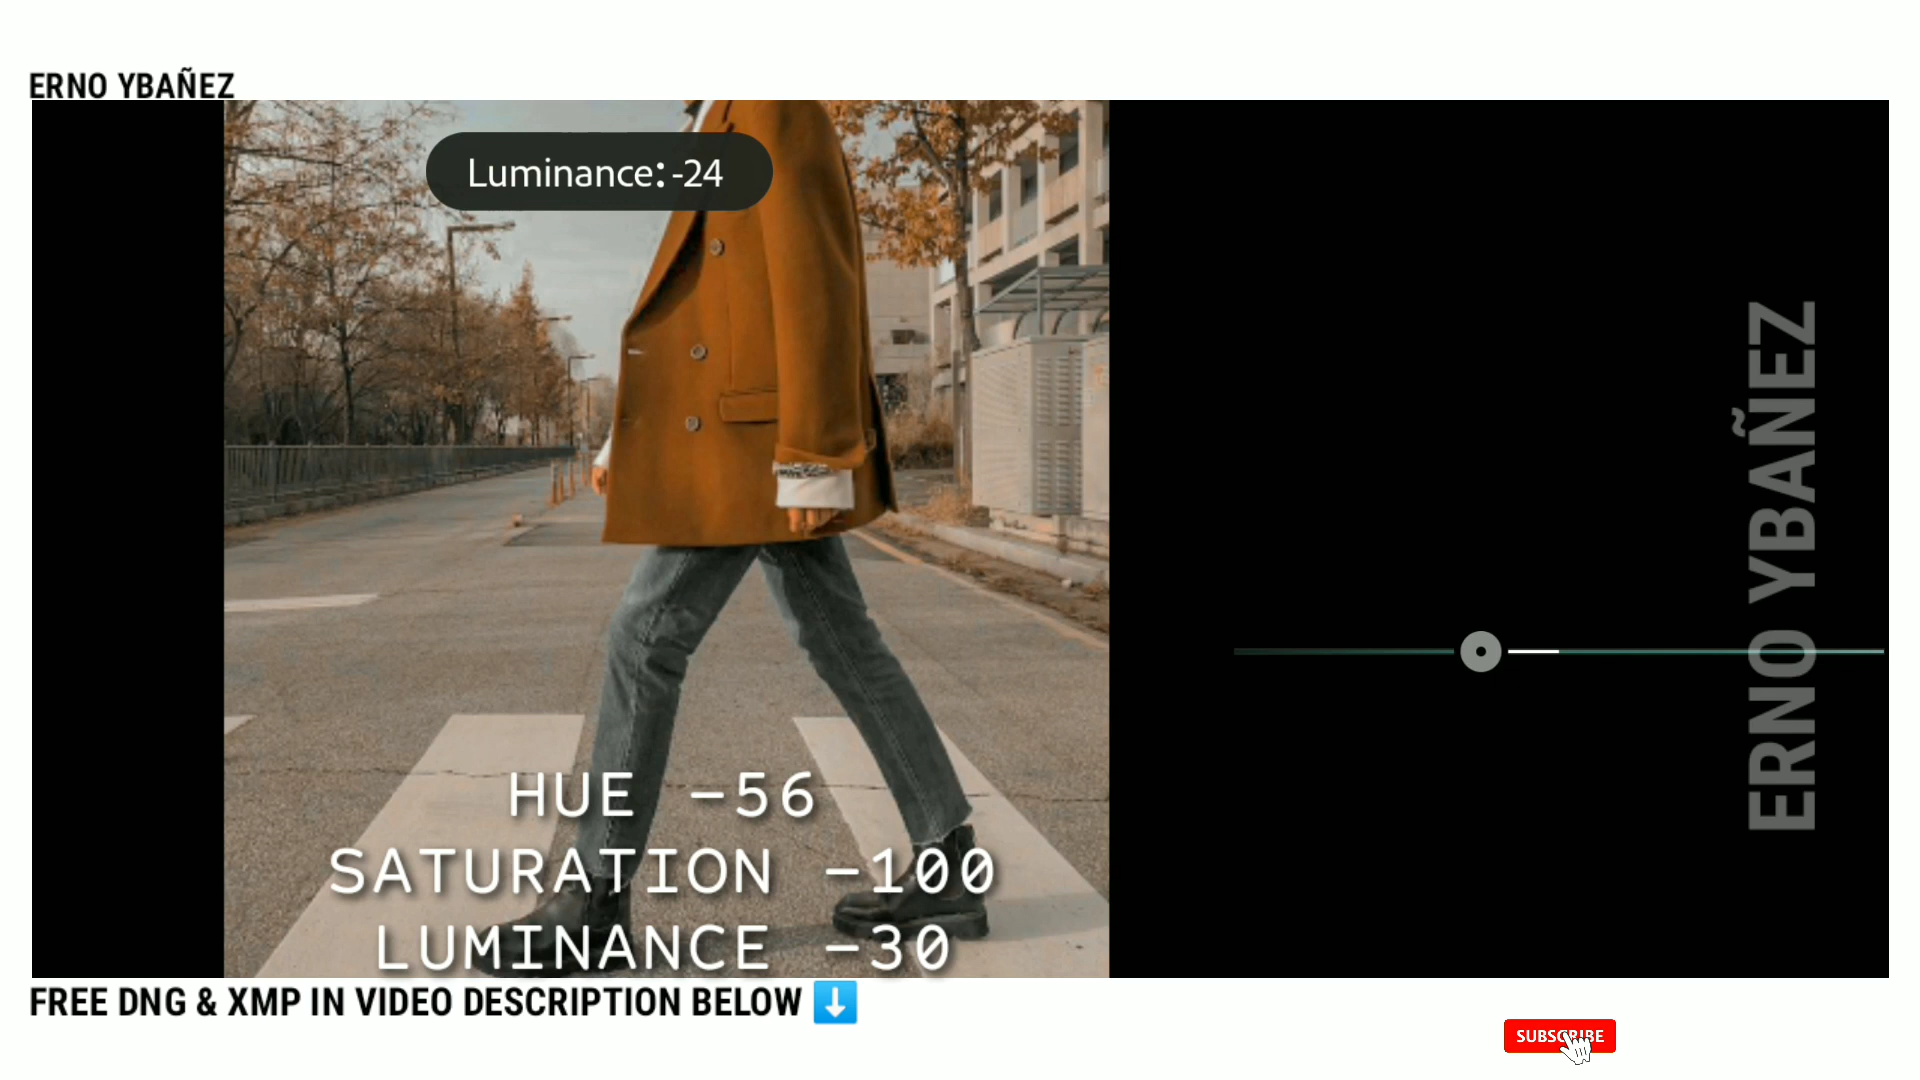 ERNO YBAÑEZ
Luminance: -24
ERNO YBAÑEZ
HUE -56
SATURATION -100
LUMINANCE -30
FREE DNG & XMP IN VIDEO DESCRIPTION BELOW ⬇️
SUBSCRIBE